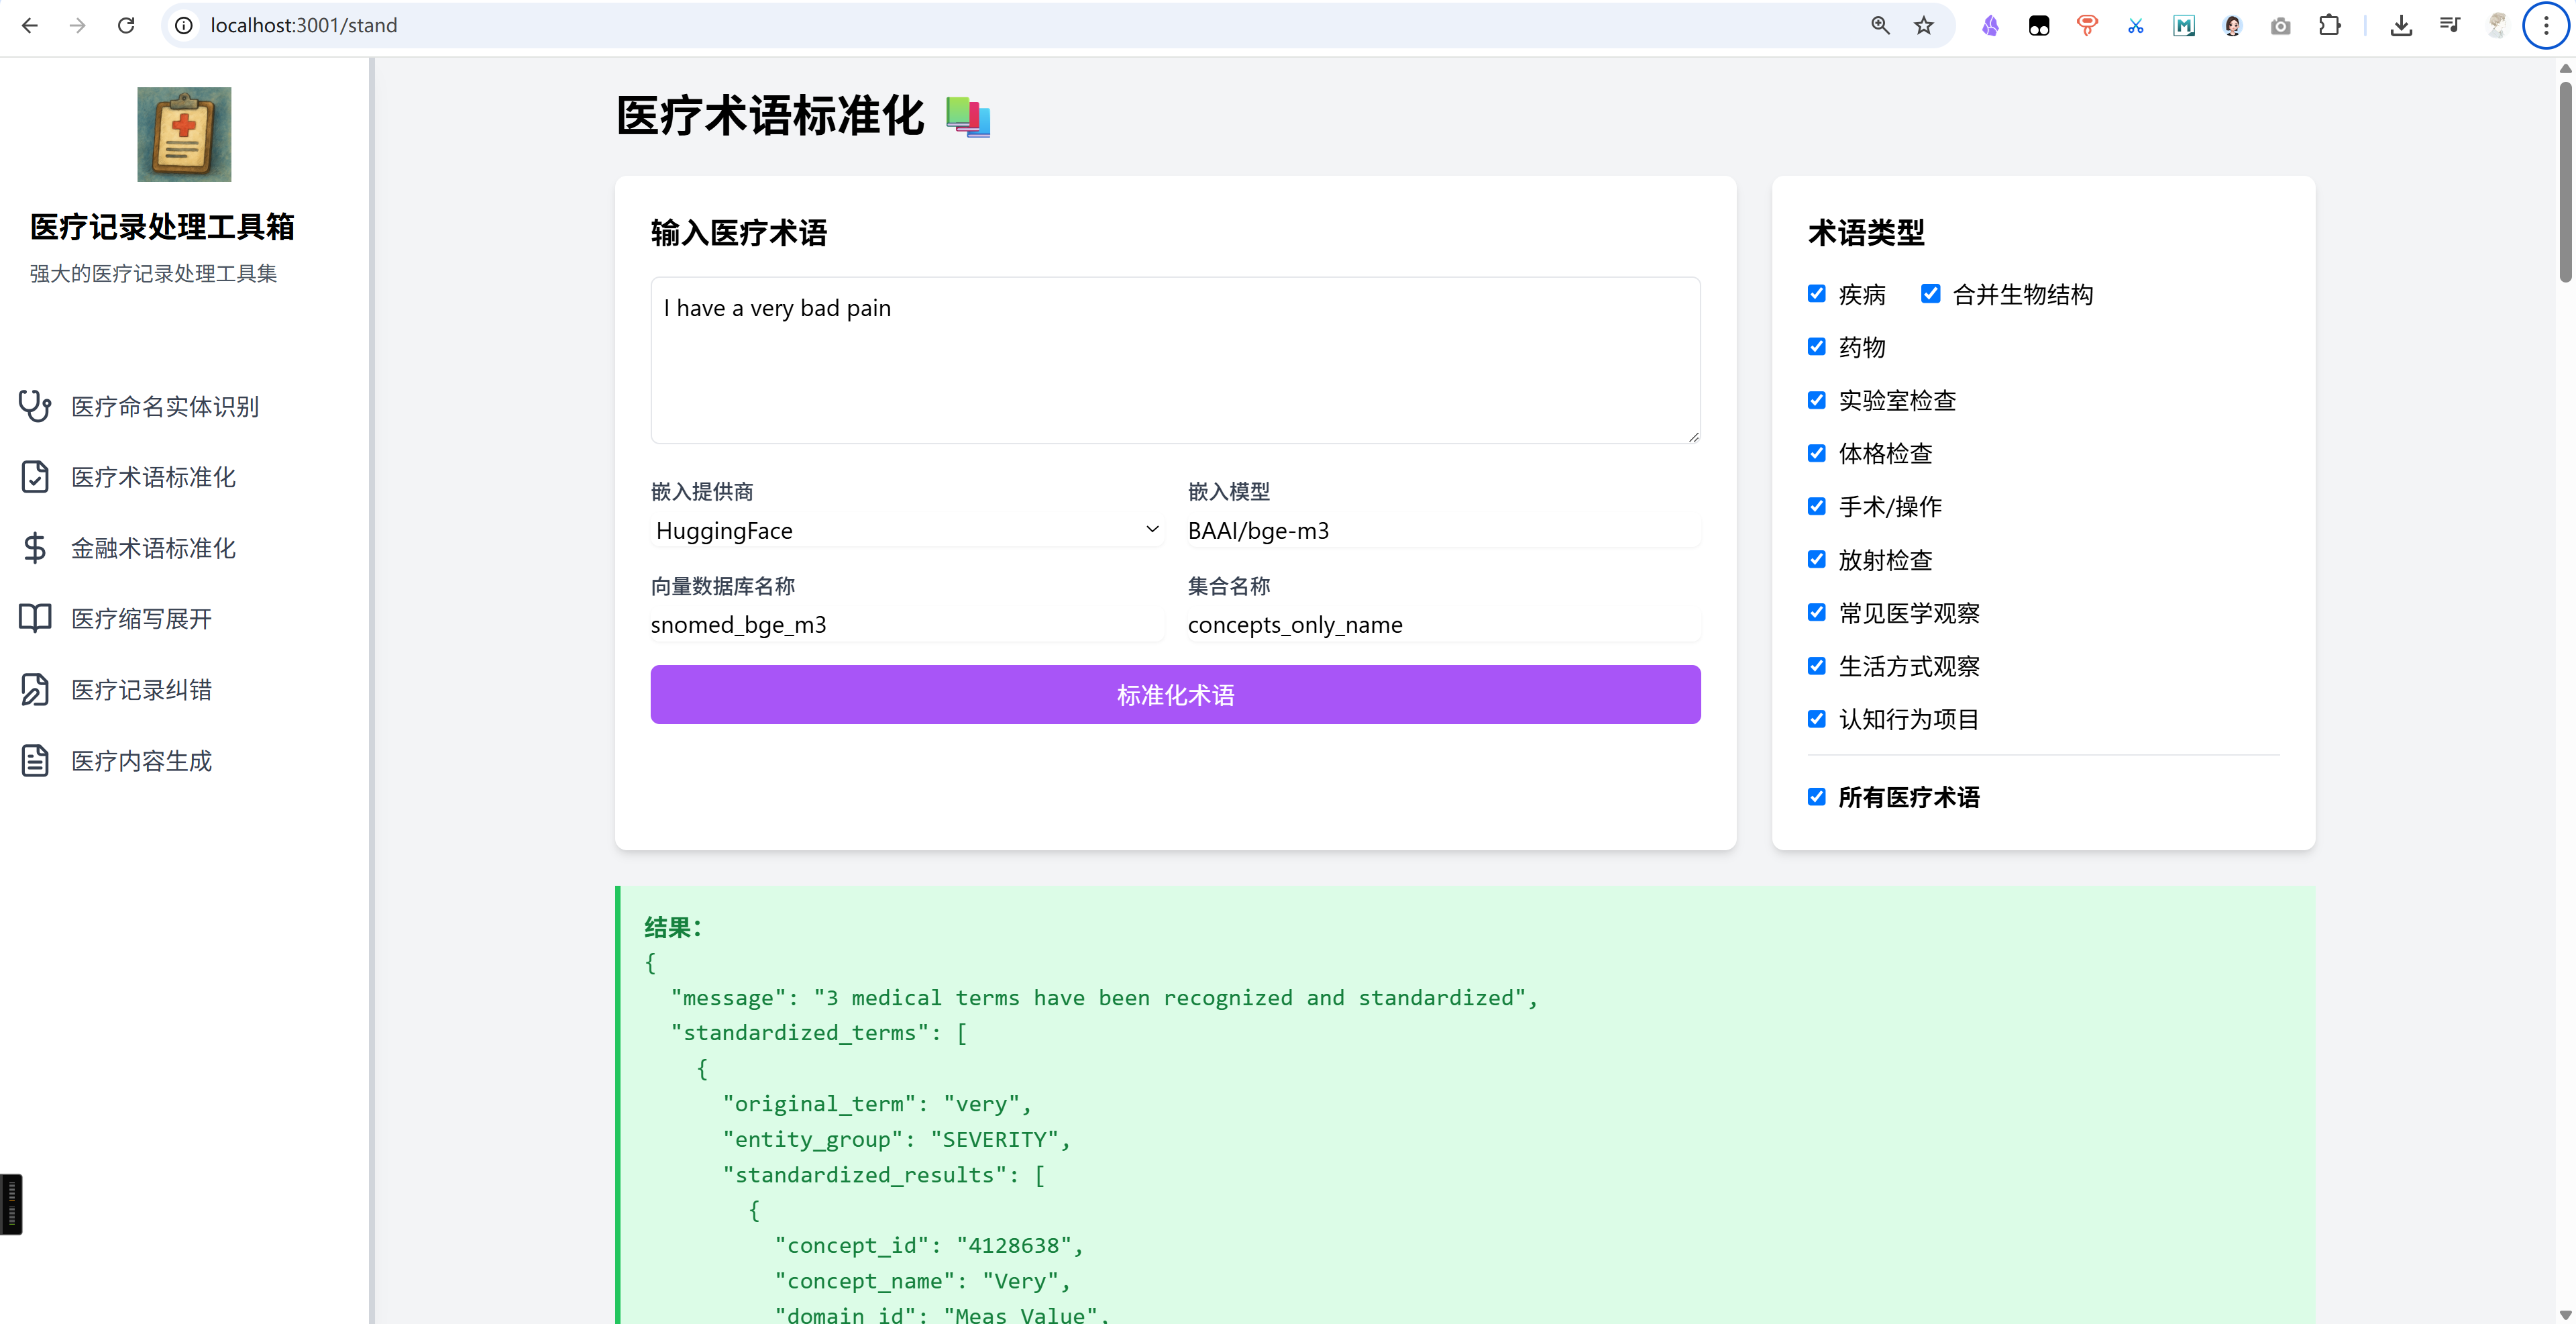 localhost:3001/stand
医疗记录处理工具箱
强大的医疗记录处理工具集
医疗命名实体识别
医疗术语标准化
金融术语标准化
医疗缩写展开
医疗记录纠错
医疗内容生成
医疗术语标准化
输入医疗术语
I have a very bad pain
嵌入提供商
嵌入模型
HuggingFace
BAAI/bge-m3
向量数据库名称
集合名称
snomed_bge_m3
concepts_only_name
标准化术语
术语类型
疾病 合并生物结构
药物
实验室检查
体格检查
手术/操作
放射检查
常见医学观察
生活方式观察
认知行为项目
所有医疗术语
结果：
{
"message": "3 medical terms have been recognized and standardized",
"standardized_terms": [
{
"original_term": "very",
"entity_group": "SEVERITY",
"standardized_results": [
{
"concept_id": "4128638",
"concept_name": "Very",
"domain_id": "Meas Value",